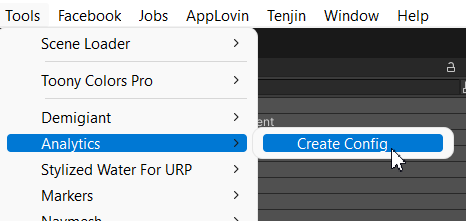 Tools Facebook Jobs AppLovin Tenjin Window Help
Scene Loader
Toony Colors Pro
Demigiant
Analytics
Create Config
Stylized Water For URP
Markers